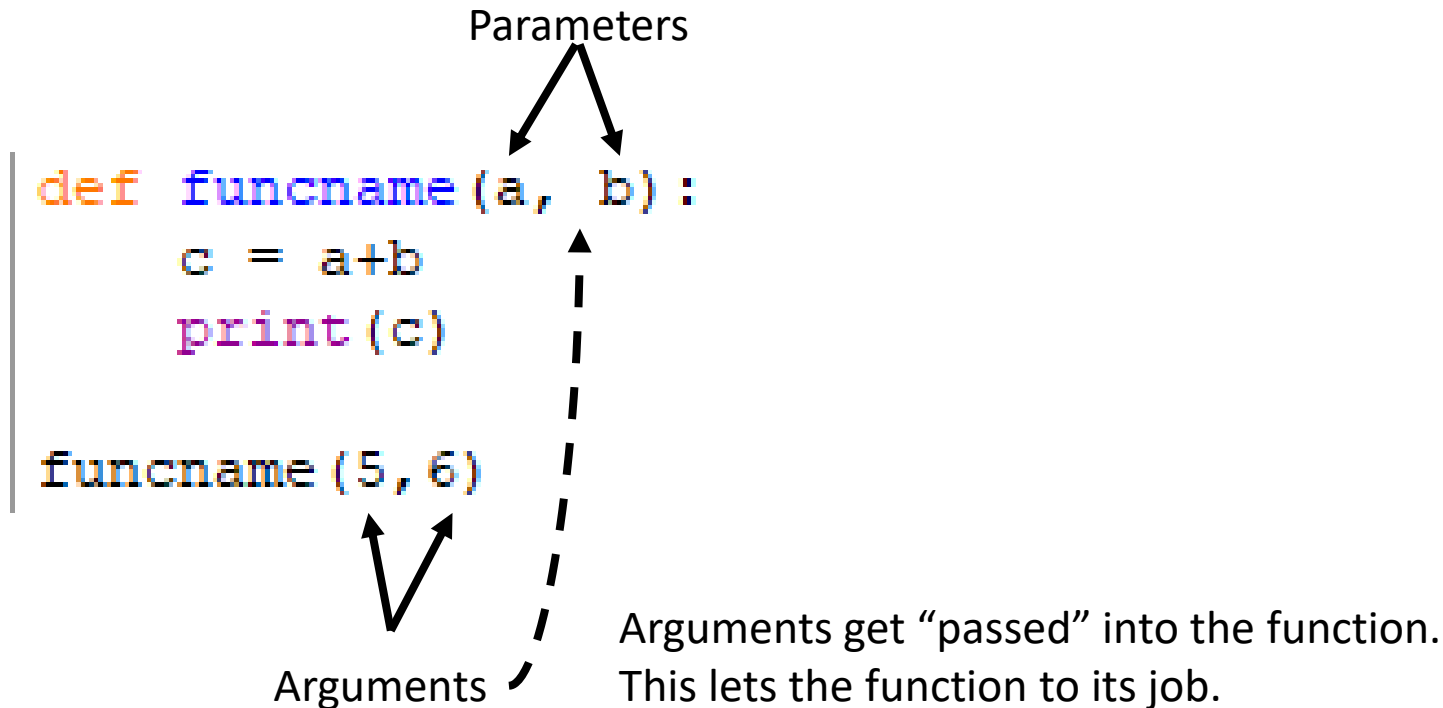 Parameters
def funcname(a, b):
    c = a+b
    print(c)
funcname(5,6)
Arguments get “passed” into the function.
Arguments
This lets the function to its job.